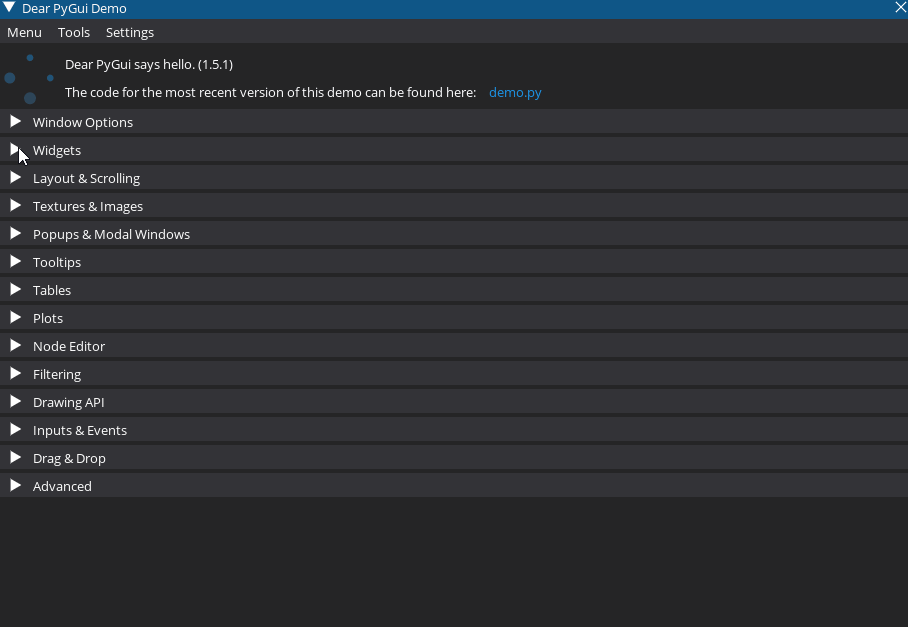 Dear PyGui Demo
Menu Tools Settings
Dear PyGui says hello. (1.5.1)
The code for the most recent version of this demo can be found here: demo.py
Window Options
Widgets
Layout & Scrolling
Textures & Images
Popups & Modal Windows
Tooltips
Tables
Plots
Node Editor
Filtering
Drawing API
Inputs & Events
Drag & Drop
Advanced